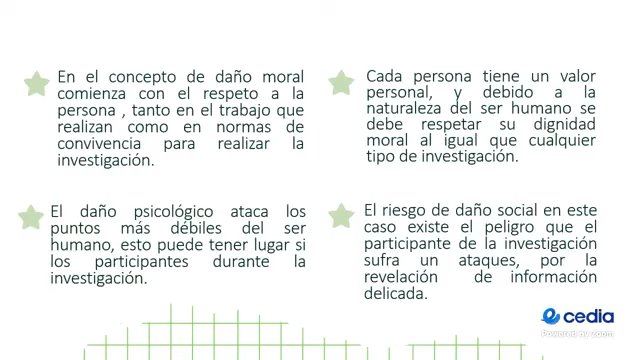 En el concepto de daño moral
comienza con el respeto a la
persona , tanto en el trabajo que
realizan como en normas de
convivencia para realizar la
investigación.
Cada persona tiene un valor
personal, y debido a la
naturaleza del ser humano se
debe respetar su dignidad
moral al igual que cualquier
tipo de investigación.
El daño psicológico ataca los
puntos más débiles del ser
humano, esto puede tener lugar si
los participantes durante la
investigación.
El riesgo de daño social en este
caso existe el peligro que el
participante de la investigación
sufra un ataques, por la
revelación de información
delicada.
cedia
Powered by Zoom